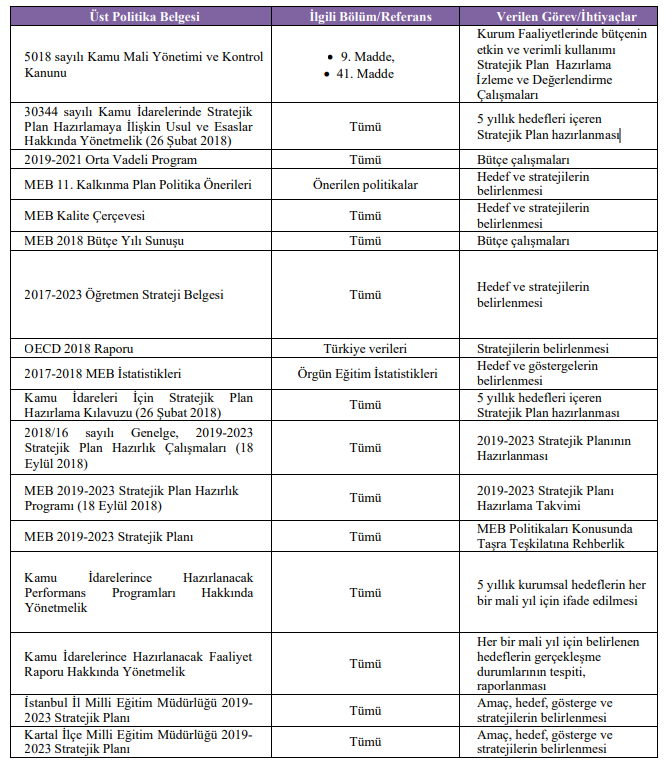 Üst Politika Belgesi
İlgili Bölüm/Referans
Verilen Görev/İhtiyaçlar
5018 sayılı Kamu Mali Yönetimi ve Kontrol
Kanunu
• 9. Madde,
• 41. Madde
Kurum Faaliyetlerinde bütçenin
etkin ve verimli kullanımı
Stratejik Plan Hazırlama
İzleme ve Değerlendirme
Çalışmaları
30344 sayılı Kamu İdarelerinde Stratejik
Plan Hazırlamaya İlişkin Usul ve Esaslar
Hakkında Yönetmelik (26 Şubat 2018)
Tümü
5 yıllık hedefleri içeren
Stratejik Plan hazırlanması
2019-2021 Orta Vadeli Program
Tümü
Bütçe çalışmaları
MEB 11. Kalkınma Plan Politika Önerileri
Önerilen politikalar
Hedef ve stratejilerin
belirlenmesi
MEB Kalite Çerçevesi
Tümü
Hedef ve stratejilerin
belirlenmesi
MEB 2018 Bütçe Yılı Sunuşu
Tümü
Bütçe çalışmaları
2017-2023 Öğretmen Strateji Belgesi
Tümü
Hedef ve stratejilerin
belirlenmesi
OECD 2018 Raporu
Türkiye verileri
Stratejilerin belirlenmesi
2017-2018 MEB İstatistikleri
Örgün Eğitim İstatistikleri
Hedef ve göstergelerin
belirlenmesi
Kamu İdareleri İçin Stratejik Plan
Hazırlama Kılavuzu (26 Şubat 2018)
Tümü
5 yıllık hedefleri içeren
Stratejik Plan hazırlanması
2018/16 sayılı Genelge, 2019-2023
Stratejik Plan Hazırlık Çalışmaları (18
Eylül 2018)
Tümü
2019-2023 Stratejik Planının
Hazırlanması
MEB 2019-2023 Stratejik Plan Hazırlık
Programı (18 Eylül 2018)
Tümü
2019-2023 Stratejik Planı
Hazırlama Takvimi
MEB 2019-2023 Stratejik Planı
Tümü
MEB Politikaları Konusunda
Taşra Teşkilatına Rehberlik
Kamu İdarelerince Hazırlanacak
Performans Programları Hakkında
Yönetmelik
Tümü
5 yıllık kurumsal hedeflerin her
bir mali yıl için ifade edilmesi
Kamu İdarelerince Hazırlanacak Faaliyet
Raporu Hakkında Yönetmelik
Tümü
Her bir mali yıl için belirlenen
hedeflerin gerçekleşme
durumlarının tespiti,
raporlanması
İstanbul İl Milli Eğitim Müdürlüğü 2019-
2023 Stratejik Planı
Tümü
Amaç, hedef, gösterge ve
stratejilerin belirlenmesi
Kartal İlçe Milli Eğitim Müdürlüğü 2019-
2023 Stratejik Planı
Tümü
Amaç, hedef, gösterge ve
stratejilerin belirlenmesi